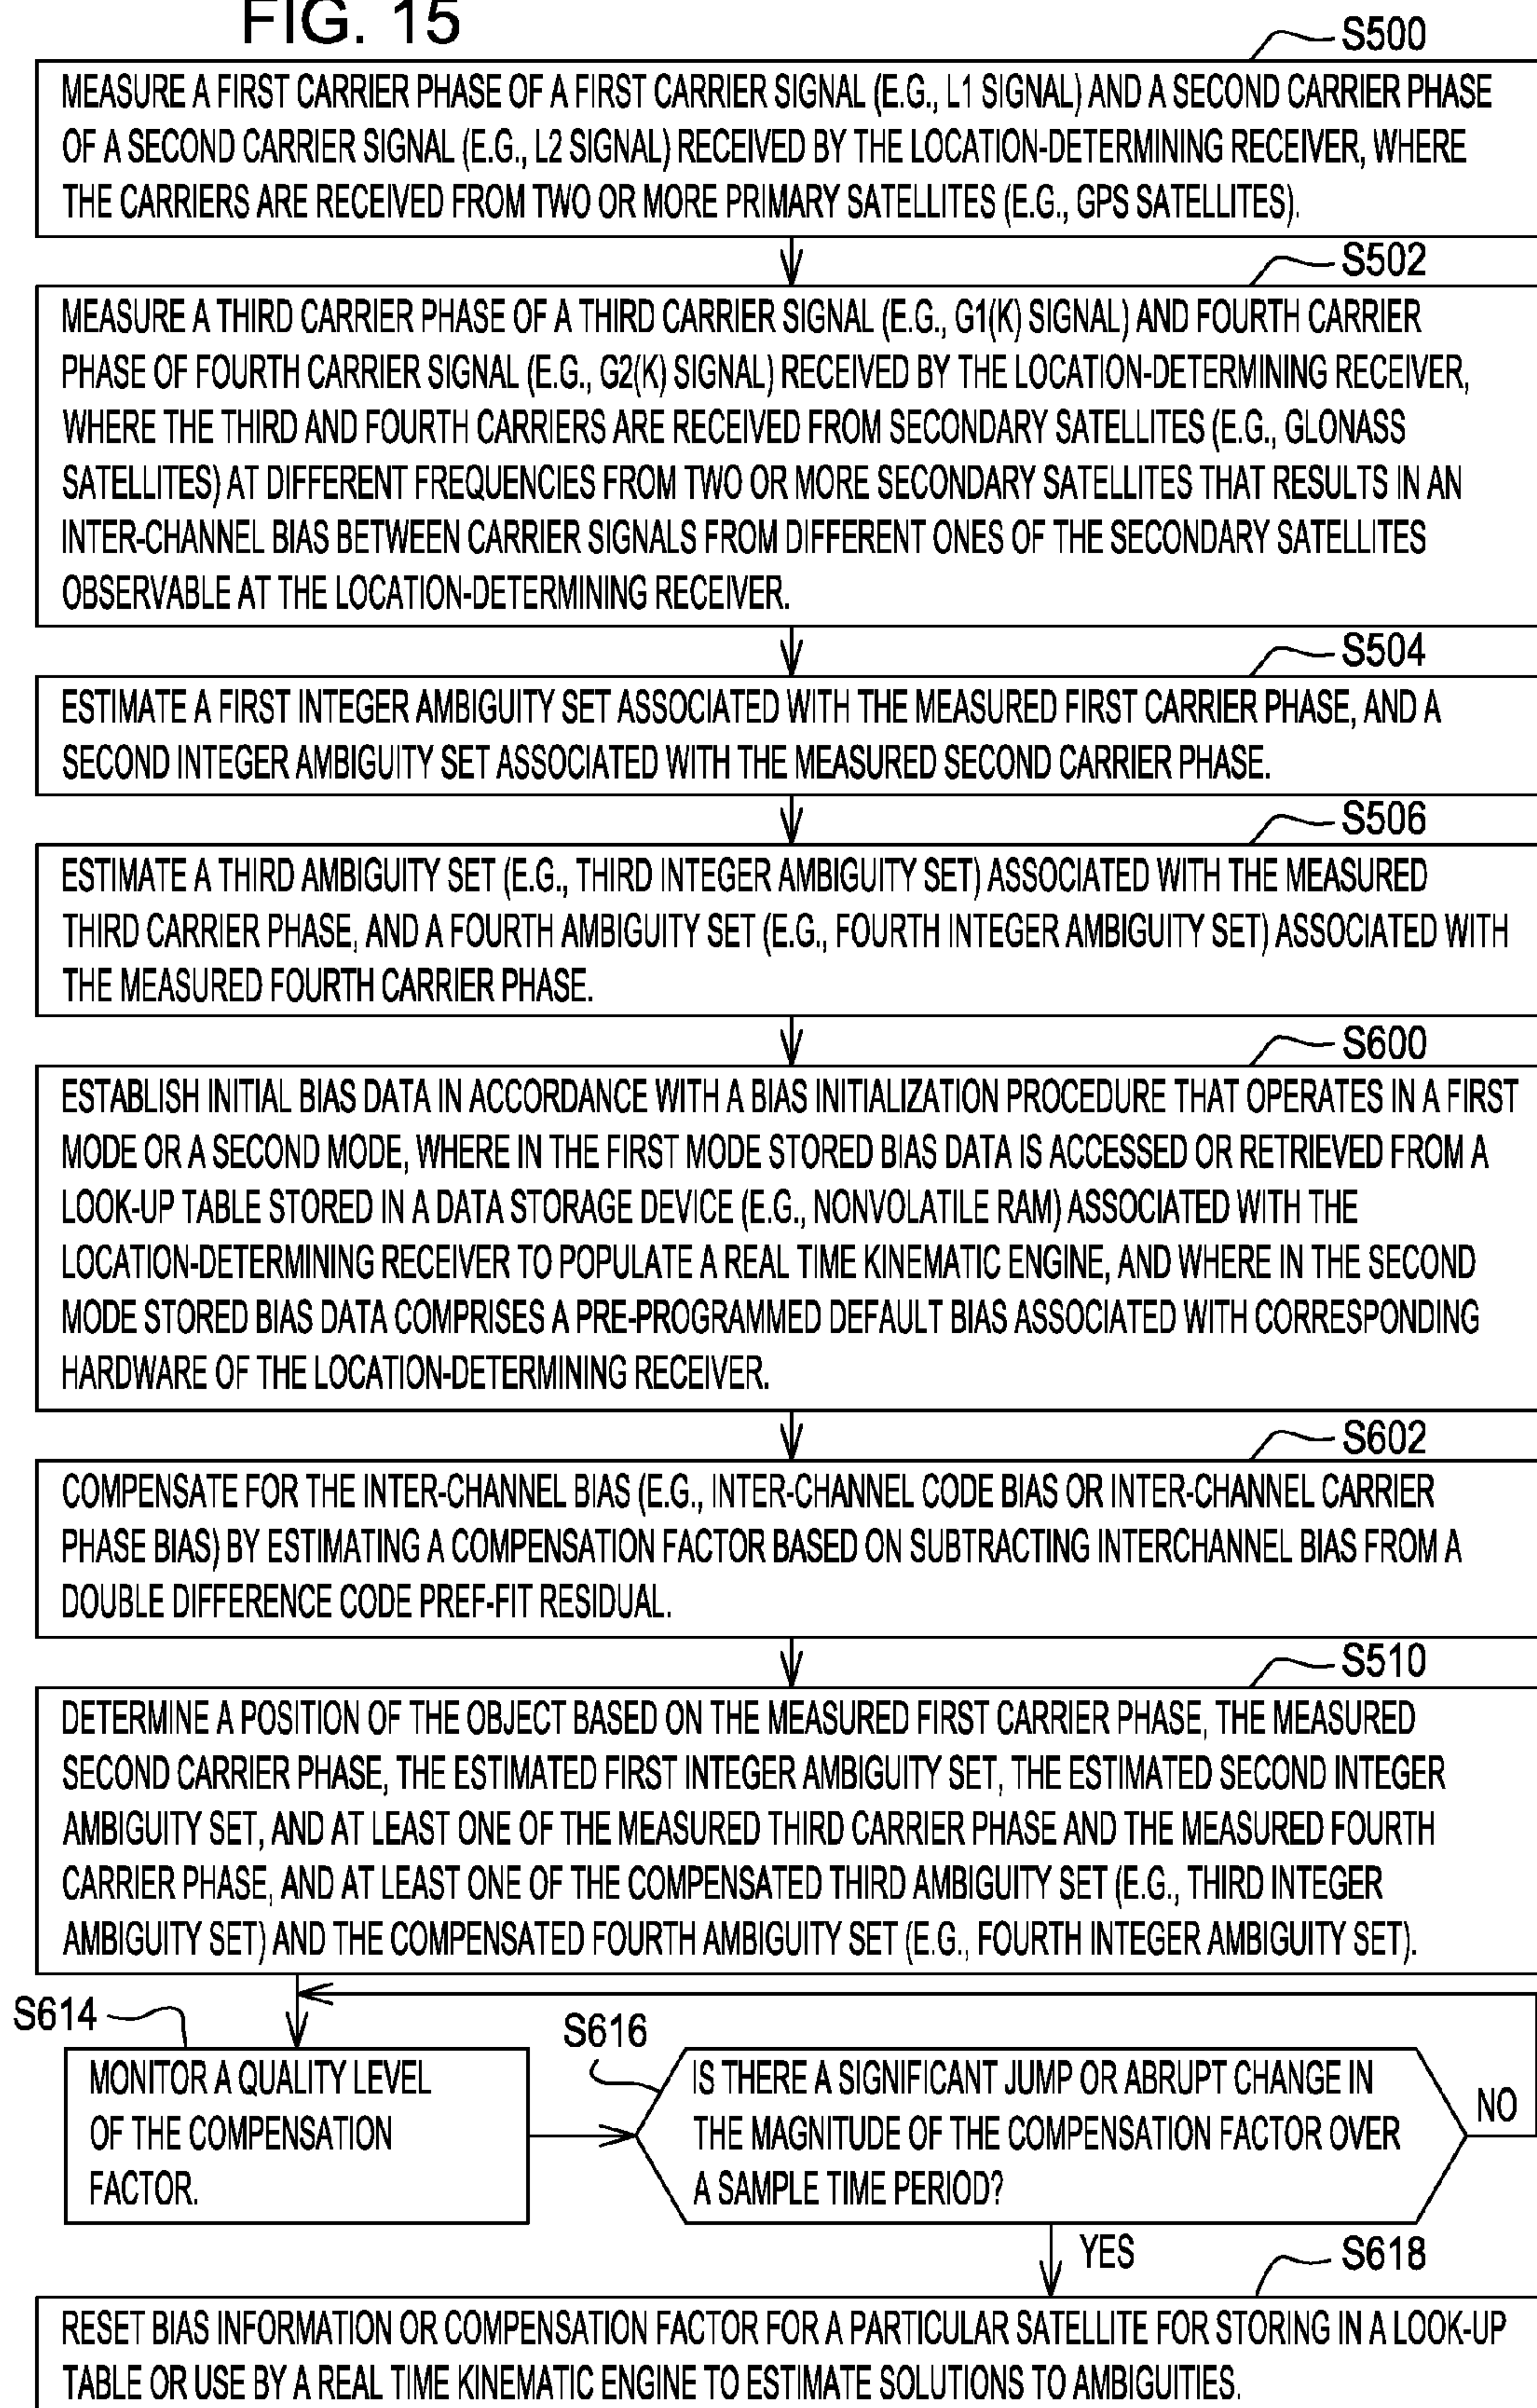 FIG. 15
S500
MEASURE A FIRST CARRIER PHASE OF A FIRST CARRIER SIGNAL (E.G., L1 SIGNAL) AND A SECOND CARRIER PHASE
OF A SECOND CARRIER SIGNAL (E.G., L2 SIGNAL) RECEIVED BY THE LOCATION-DETERMINING RECEIVER, WHERE
THE CARRIERS ARE RECEIVED FROM TWO OR MORE PRIMARY SATELLITES (E.G., GPS SATELLITES).
S502
MEASURE A THIRD CARRIER PHASE OF A THIRD CARRIER SIGNAL (E.G., G1(K) SIGNAL) AND FOURTH CARRIER
PHASE OF FOURTH CARRIER SIGNAL (E.G., G2(K) SIGNAL) RECEIVED BY THE LOCATION-DETERMINING RECEIVER,
WHERE THE THIRD AND FOURTH CARRIERS ARE RECEIVED FROM SECONDARY SATELLITES (E.G., GLONASS
SATELLITES) AT DIFFERENT FREQUENCIES FROM TWO OR MORE SECONDARY SATELLITES THAT RESULTS IN AN
INTER-CHANNEL BIAS BETWEEN CARRIER SIGNALS FROM DIFFERENT ONES OF THE SECONDARY SATELLITES
OBSERVABLE AT THE LOCATION-DETERMINING RECEIVER.
S504
ESTIMATE A FIRST INTEGER AMBIGUITY SET ASSOCIATED WITH THE MEASURED FIRST CARRIER PHASE, AND A
SECOND INTEGER AMBIGUITY SET ASSOCIATED WITH THE MEASURED SECOND CARRIER PHASE.
S506
ESTIMATE A THIRD AMBIGUITY SET (E.G., THIRD INTEGER AMBIGUITY SET) ASSOCIATED WITH THE MEASURED
THIRD CARRIER PHASE, AND A FOURTH AMBIGUITY SET (E.G., FOURTH INTEGER AMBIGUITY SET) ASSOCIATED WITH
THE MEASURED FOURTH CARRIER PHASE.
S600
ESTABLISH INITIAL BIAS DATA IN ACCORDANCE WITH A BIAS INITIALIZATION PROCEDURE THAT OPERATES IN A FIRST
MODE OR A SECOND MODE, WHERE IN THE FIRST MODE STORED BIAS DATA IS ACCESSED OR RETRIEVED FROM A
LOOK-UP TABLE STORED IN A DATA STORAGE DEVICE (E.G., NONVOLATILE RAM) ASSOCIATED WITH THE
LOCATION-DETERMINING RECEIVER TO POPULATE A REAL TIME KINEMATIC ENGINE, AND WHERE IN THE SECOND
MODE STORED BIAS DATA COMPRISES A PRE-PROGRAMMED DEFAULT BIAS ASSOCIATED WITH CORRESPONDING
HARDWARE OF THE LOCATION-DETERMINING RECEIVER.
S602
COMPENSATE FOR THE INTER-CHANNEL BIAS (E.G., INTER-CHANNEL CODE BIAS OR INTER-CHANNEL CARRIER
PHASE BIAS) BY ESTIMATING A COMPENSATION FACTOR BASED ON SUBTRACTING INTERCHANNEL BIAS FROM A
DOUBLE DIFFERENCE CODE PREF-FIT RESIDUAL.
S510
DETERMINE A POSITION OF THE OBJECT BASED ON THE MEASURED FIRST CARRIER PHASE, THE MEASURED
SECOND CARRIER PHASE, THE ESTIMATED FIRST INTEGER AMBIGUITY SET, THE ESTIMATED SECOND INTEGER
AMBIGUITY SET, AND AT LEAST ONE OF THE MEASURED THIRD CARRIER PHASE AND THE MEASURED FOURTH
CARRIER PHASE, AND AT LEAST ONE OF THE COMPENSATED THIRD AMBIGUITY SET (E.G., THIRD INTEGER
AMBIGUITY SET) AND THE COMPENSATED FOURTH AMBIGUITY SET (E.G., FOURTH INTEGER AMBIGUITY SET).
S614
MONITOR A QUALITY LEVEL
OF THE COMPENSATION
FACTOR.
S616
IS THERE A SIGNIFICANT JUMP OR ABRUPT CHANGE IN
THE MAGNITUDE OF THE COMPENSATION FACTOR OVER
A SAMPLE TIME PERIOD?
NO
YES
S618
RESET BIAS INFORMATION OR COMPENSATION FACTOR FOR A PARTICULAR SATELLITE FOR STORING IN A LOOK-UP
TABLE OR USE BY A REAL TIME KINEMATIC ENGINE TO ESTIMATE SOLUTIONS TO AMBIGUITIES.